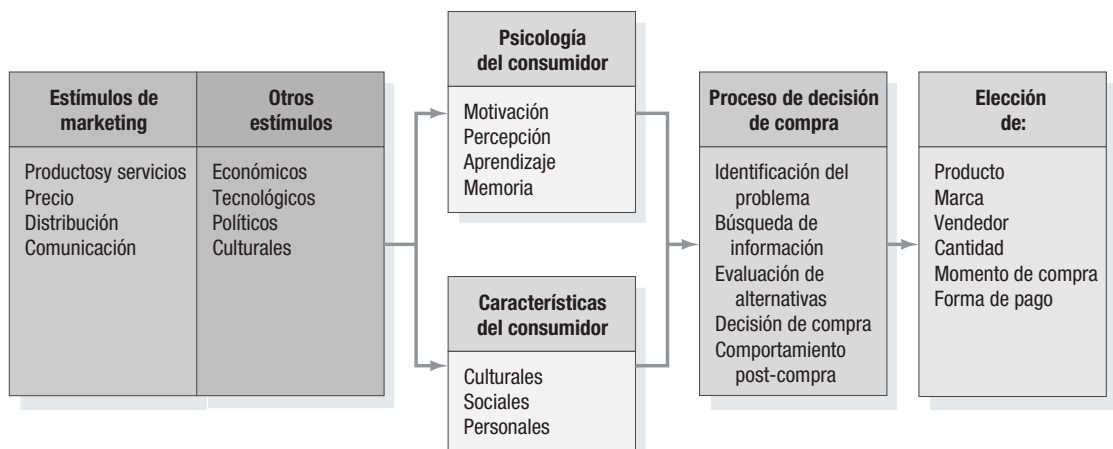 Estímulos de
marketing
Productosy servicios
Precio
Distribución
Comunicación
Otros
estímulos
Económicos
Tecnológicos
Políticos
Culturales
Psicología
del consumidor
Motivación
Percepción
Aprendizaje
Memoria
Características
del consumidor
Culturales
Sociales
Personales
Proceso de decisión
de compra
Identificación del
problema
Búsqueda de
información
Evaluación de
alternativas
Decisión de compra
Comportamiento
post-compra
Elección
de:
Producto
Marca
Vendedor
Cantidad
Momento de compra
Forma de pago